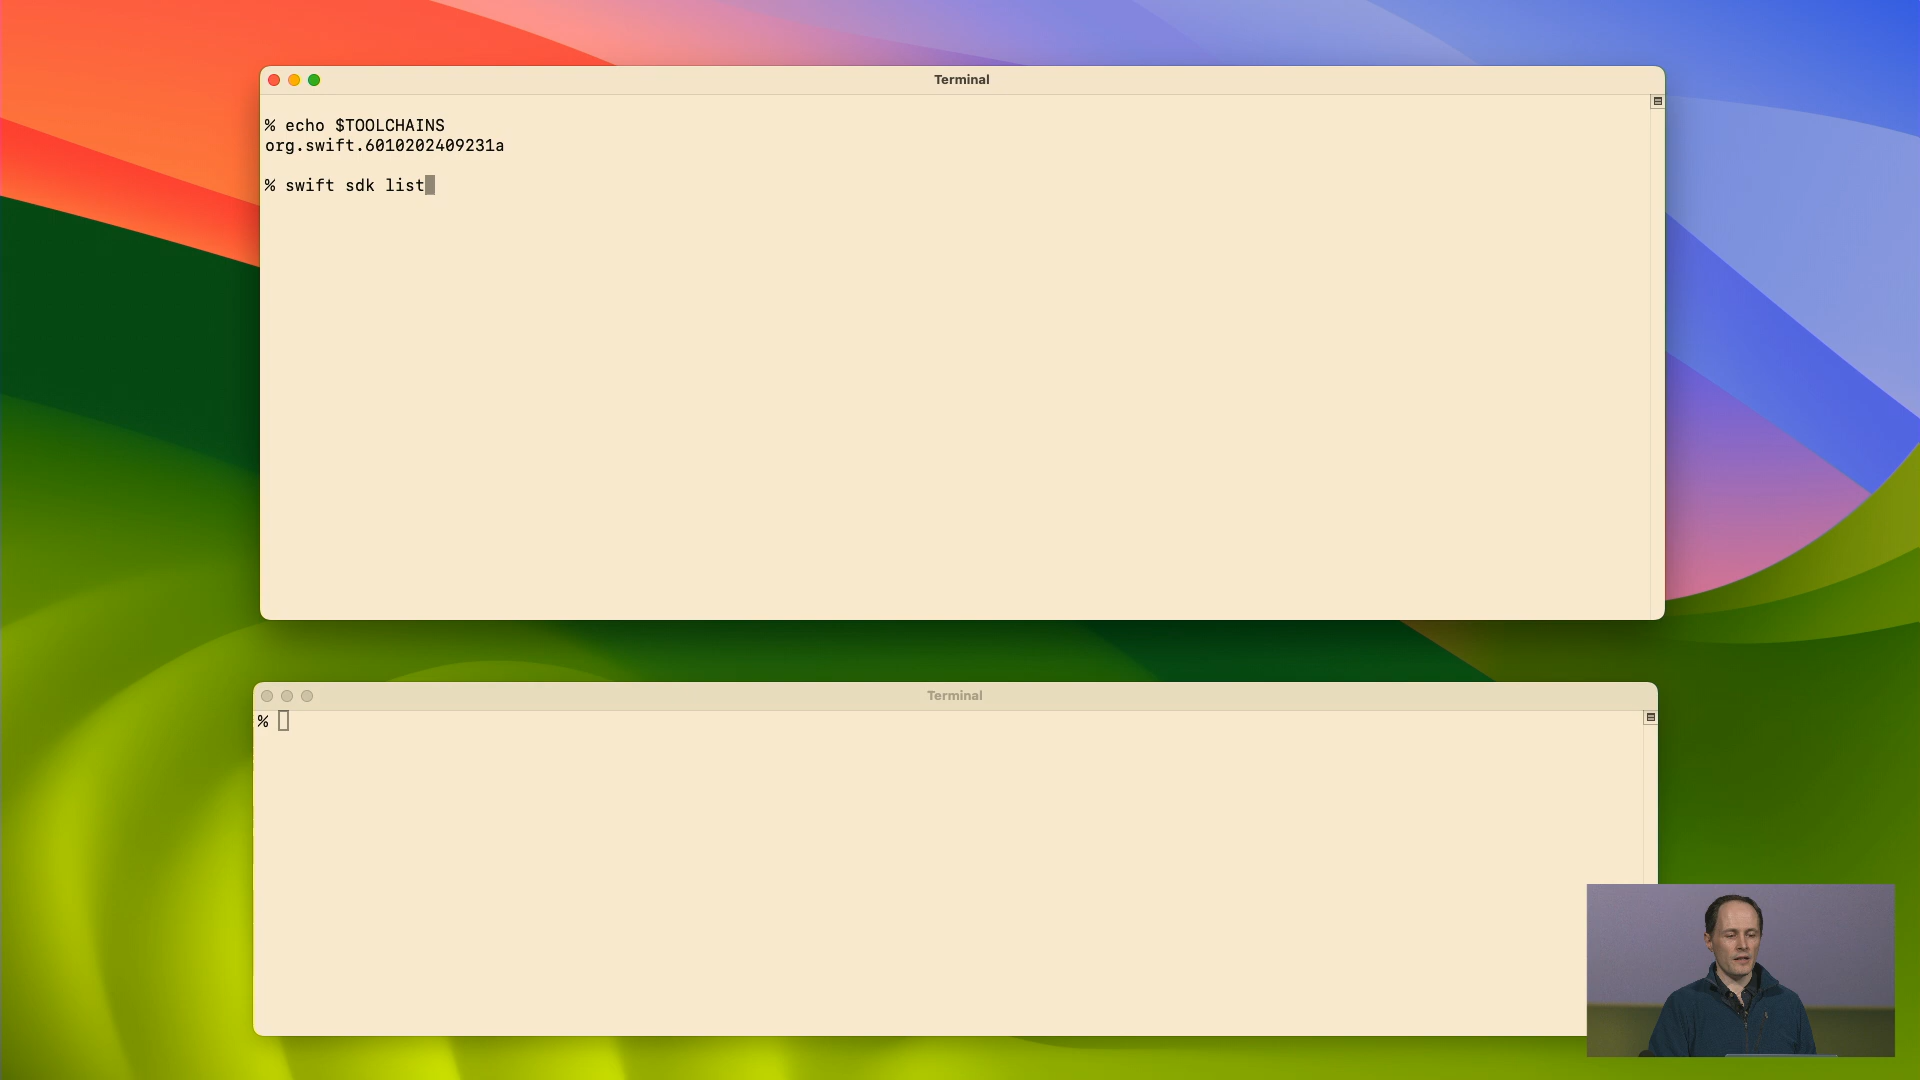 Terminal
% echo $TOOLCHAINS
org.swift.6010202409231a
% swift sdk list
Terminal
%